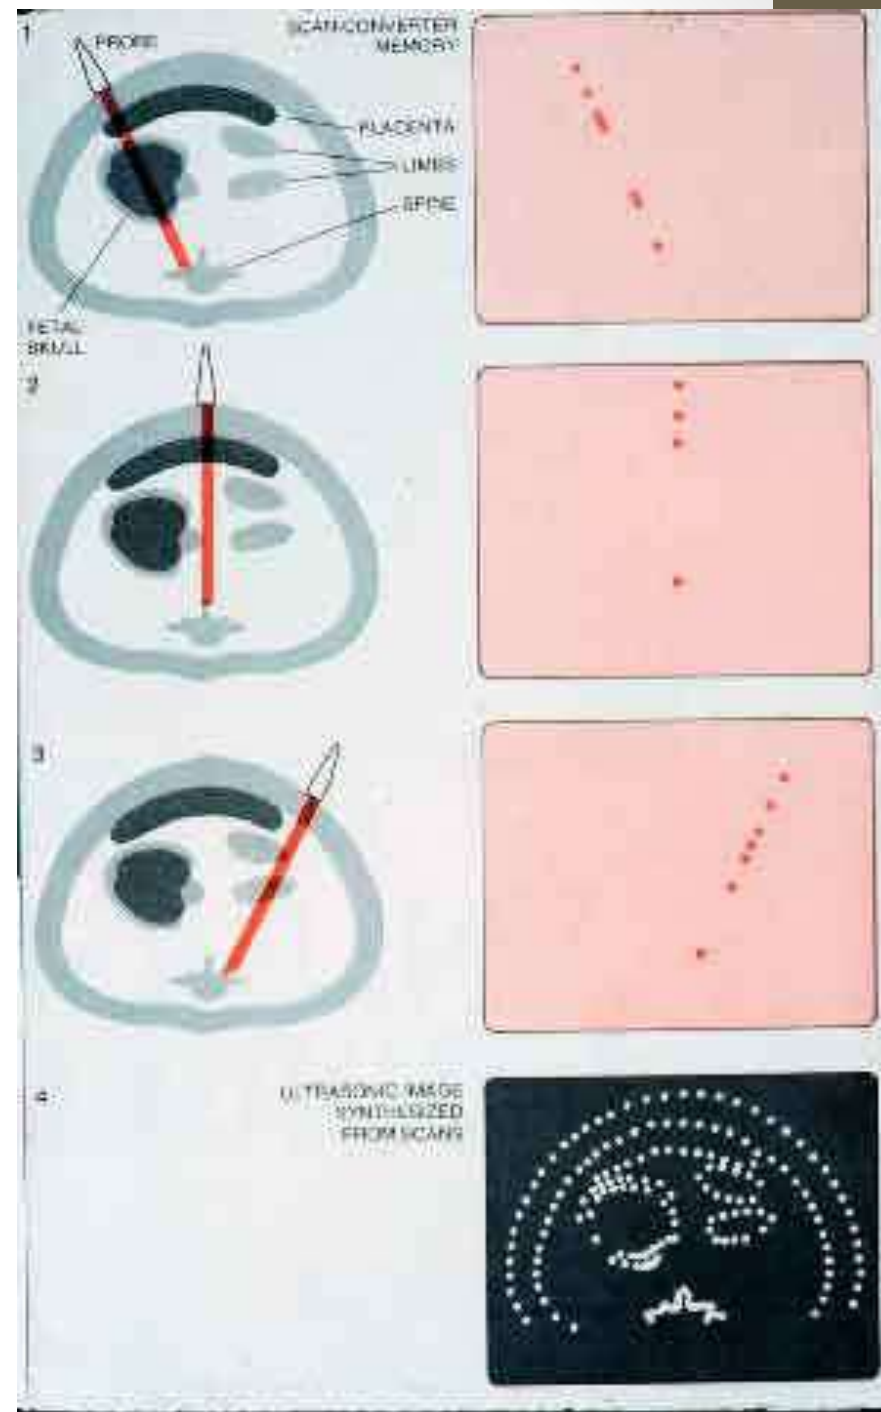 1
PROBE
SCAN-CONVERTER
MEMORY
PLACENTA
LIMBS
SPINE
FETAL
SKULL
2
3
4
ULTRASONIC IMAGE
SYNTHESIZED
FROM SCANS